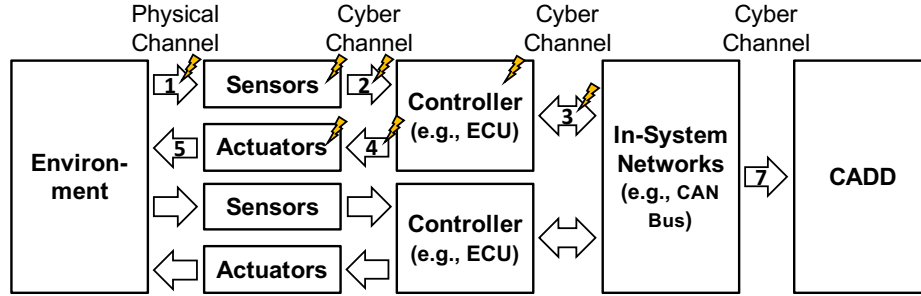 Physical
Channel
Cyber
Channel
Cyber
Channel
Cyber
Channel
1
Sensors
2
Controller
(e.g., ECU)
3
5
Actuators
4
Environ-
ment
In-System
Networks
(e.g., CAN
Bus)
7
CADD
Sensors
Controller
(e.g., ECU)
Actuators